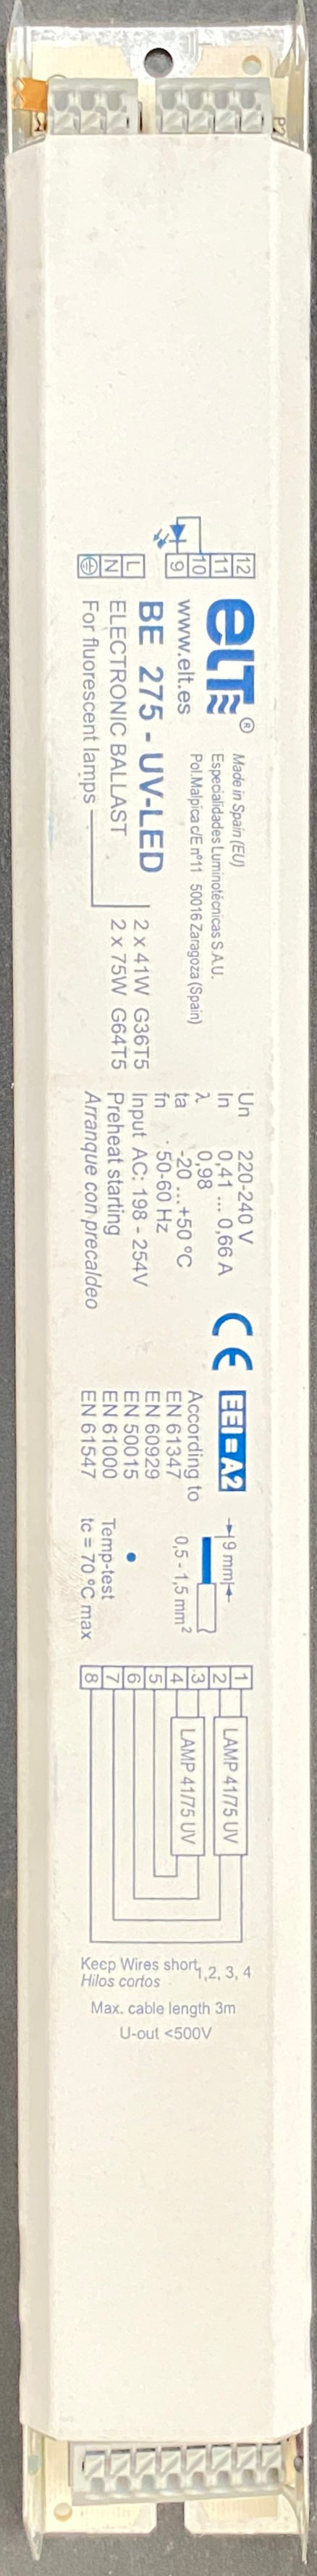 12
11
10
9
L
N
elt®
www.elt.es
Made in Spain (EU)
Especialidades Luminotécnicas S.A.U.
Pol.Malpica c/E nº11 50016 Zaragoza (Spain)
BE 275 - UV-LED
ELECTRONIC BALLAST
For fluorescent lamps
2 x 41W G36T5
2 x 75W G64T5
Un 220-240 V
In 0,41 ... 0,66 A
λ 0,98
ta -20 ... +50 °C
fn 50-60 Hz
Input AC: 198 - 254V
Preheat starting
Arranque con precaldeo
CE
EEI = A2
According to
EN 61347
EN 60929
EN 50015
EN 61000
EN 61547
9 mm
0,5 - 1,5 mm²
Temp-test
tc = 70 °C max
1
2
3
4
5
6
7
8
LAMP 41/75 UV
LAMP 41/75 UV
Keep Wires short 1,2, 3, 4
Hilos cortos
Max. cable length 3m
U-out <500V